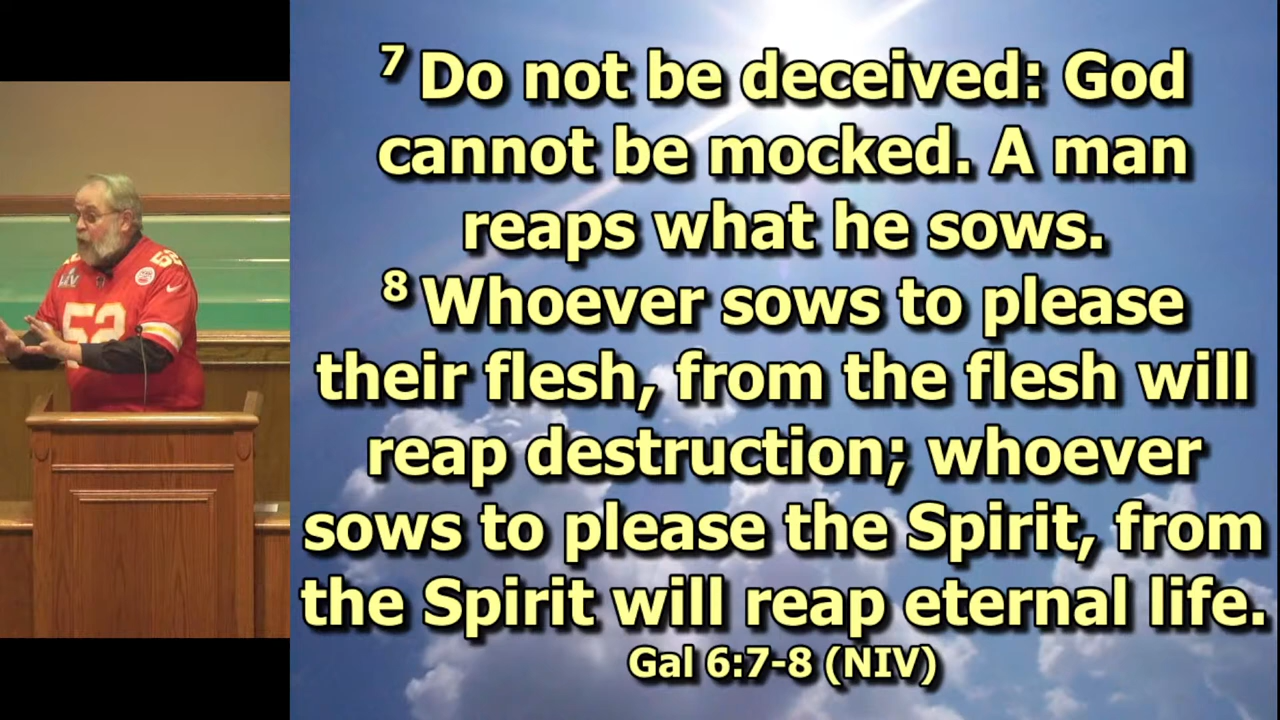 7 Do not be deceived: God
cannot be mocked. A man
reaps what he sows.
8 Whoever sows to please
their flesh, from the flesh will
reap destruction; whoever
sows to please the Spirit, from
the Spirit will reap eternal life.
Gal 6:7-8 (NIV)
LIV
52